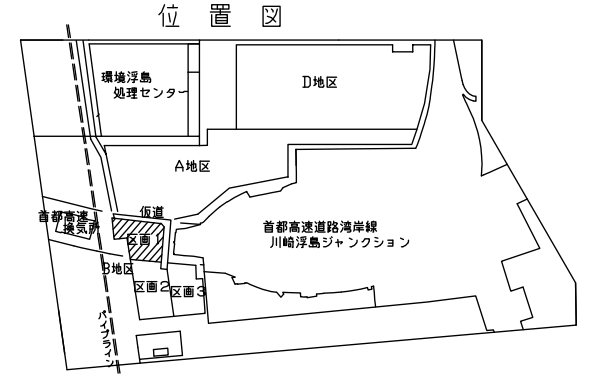 位置図
環境浮島
処理センター
D地区
A地区
仮道
首都高速
換気所
区画1
首都高速道路湾岸線
川崎浮島ジャンクション
B地区
区画2
区画3
パイプライン